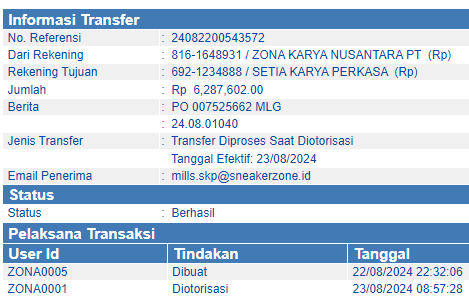 Informasi Transfer
No. Referensi : 24082200543572
Dari Rekening : 816-1648931 / ZONA KARYA NUSANTARA PT (Rp)
Rekening Tujuan : 692-1234888 / SETIA KARYA PERKASA (Rp)
Jumlah : Rp 6,287,602.00
Berita : PO 007525662 MLG
: 24.08.01040
Jenis Transfer : Transfer Diproses Saat Diotorisasi
Tanggal Efektif: 23/08/2024
Email Penerima : mills.skp@sneakerzone.id
Status
Status : Berhasil
Pelaksana Transaksi
User Id Tindakan Tanggal
ZONA0005 Dibuat 22/08/2024 22:32:06
ZONA0001 Diotorisasi 23/08/2024 08:57:28